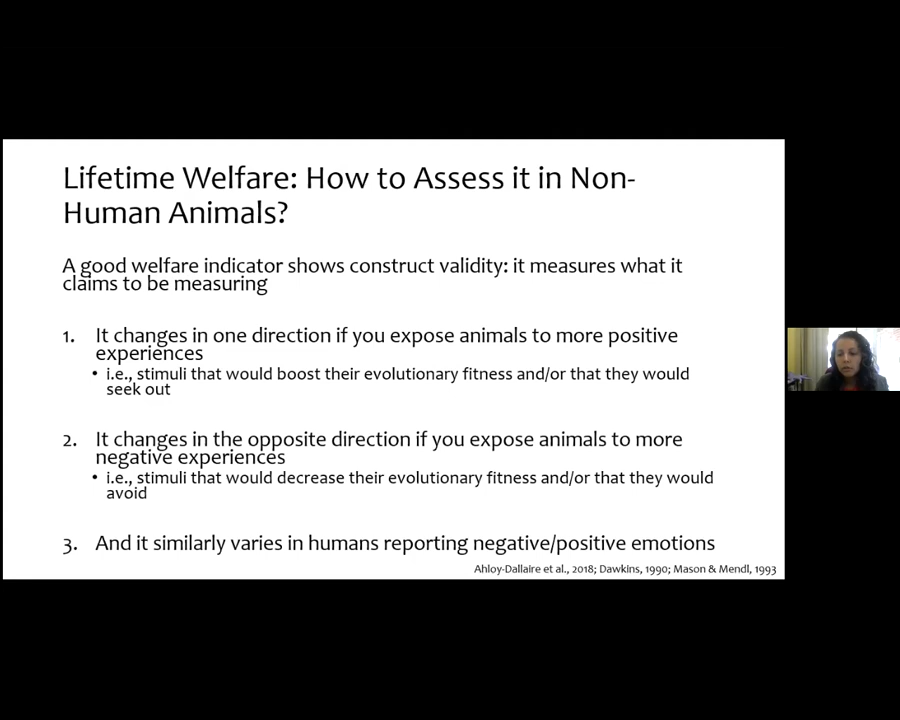 Lifetime Welfare: How to Assess it in Non-
Human Animals?
A good welfare indicator shows construct validity: it measures what it
claims to be measuring
1. It changes in one direction if you expose animals to more positive
experiences
• i.e., stimuli that would boost their evolutionary fitness and/or that they would
seek out
2. It changes in the opposite direction if you expose animals to more
negative experiences
• i.e., stimuli that would decrease their evolutionary fitness and/or that they would
avoid
3. And it similarly varies in humans reporting negative/positive emotions
Ahloy-Dallaire et al., 2018; Dawkins, 1990; Mason & Mendl, 1993